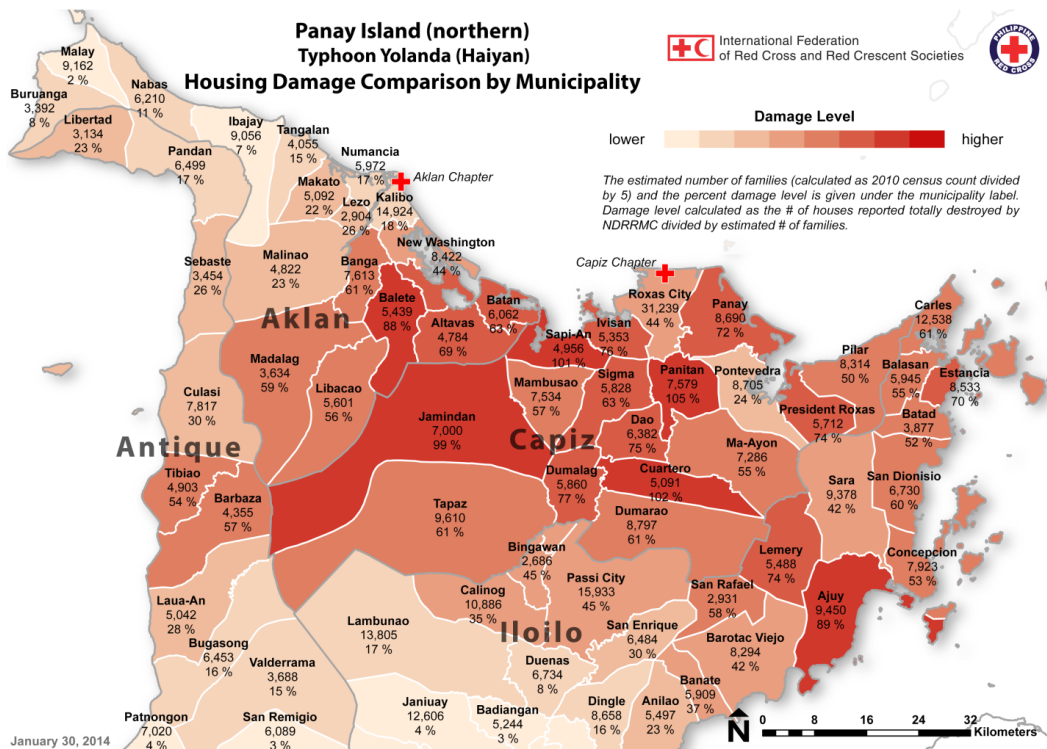 Panay Island (northern)
Typhoon Yolanda (Haiyan)
Housing Damage Comparison by Municipality
International Federation
of Red Cross and Red Crescent Societies
PHILIPPINE
RED CROSS
Damage Level
lower
higher
The estimated number of families (calculated as 2010 census count divided
by 5) and the percent damage level is given under the municipality label.
Damage level calculated as the # of houses reported totally destroyed by
NDRRMC divided by estimated # of families.
Malay
9,162
2 %
Nabas
6,210
11 %
Buruanga
3,392
8 %
Libertad
3,134
23 %
Pandan
6,499
17 %
Ibajay
9,056
7 %
Tangalan
4,055
15 %
Numancia
5,972
17 %
Aklan Chapter
Makato
5,092
22 %
Lezo
2,904
26 %
Kalibo
14,924
18 %
New Washington
8,422
44 %
Sebaste
3,454
26 %
Malinao
4,822
23 %
Banga
7,613
61 %
Balete
5,439
88 %
Aklan
Altavas
4,784
69 %
Batan
6,062
63 %
Capiz Chapter
Roxas City
31,239
44 %
Panay
8,690
72 %
Sapi-An
4,956
101 %
Ivisan
5,353
76 %
Carles
12,538
61 %
Pilar
8,314
50 %
Balasan
5,945
55 %
Estancia
8,533
70 %
Madalag
3,634
59 %
Libacao
5,601
56 %
Culasi
7,817
30 %
Mambusao
7,534
57 %
Sigma
5,828
63 %
Panitan
7,579
105 %
Pontevedra
8,705
24 %
President Roxas
5,712
74 %
Batad
3,877
52 %
Jamindan
7,000
99 %
Capiz
Dao
6,382
75 %
Ma-Ayon
7,286
55 %
Antique
Tibiao
4,903
54 %
Barbaza
4,355
57 %
Dumalag
5,860
77 %
Cuartero
5,091
102 %
Sara
9,378
42 %
San Dionisio
6,730
60 %
Tapaz
9,610
61 %
Dumarao
8,797
61 %
Bingawan
2,686
45 %
Lemery
5,488
74 %
Concepcion
7,923
53 %
Passi City
15,933
45 %
San Rafael
2,931
58 %
Ajuy
9,450
89 %
Calinog
10,886
35 %
Laua-An
5,042
28 %
Lambunao
13,805
17 %
Iloilo
San Enrique
6,484
30 %
Barotac Viejo
8,294
42 %
Bugasong
6,453
16 %
Valderrama
3,688
15 %
Duenas
6,734
8 %
Banate
5,909
37 %
Patnongon
7,020
4 %
San Remigio
6,089
3 %
Janiuay
12,606
4 %
Badiangan
5,244
3 %
Dingle
8,658
16 %
Anilao
5,497
23 %
N
0 8 16 24 32
Kilometers
January 30, 2014